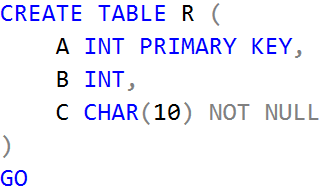 CREATE TABLE R (
    A INT PRIMARY KEY,
    B INT,
    C CHAR(10) NOT NULL
)
GO